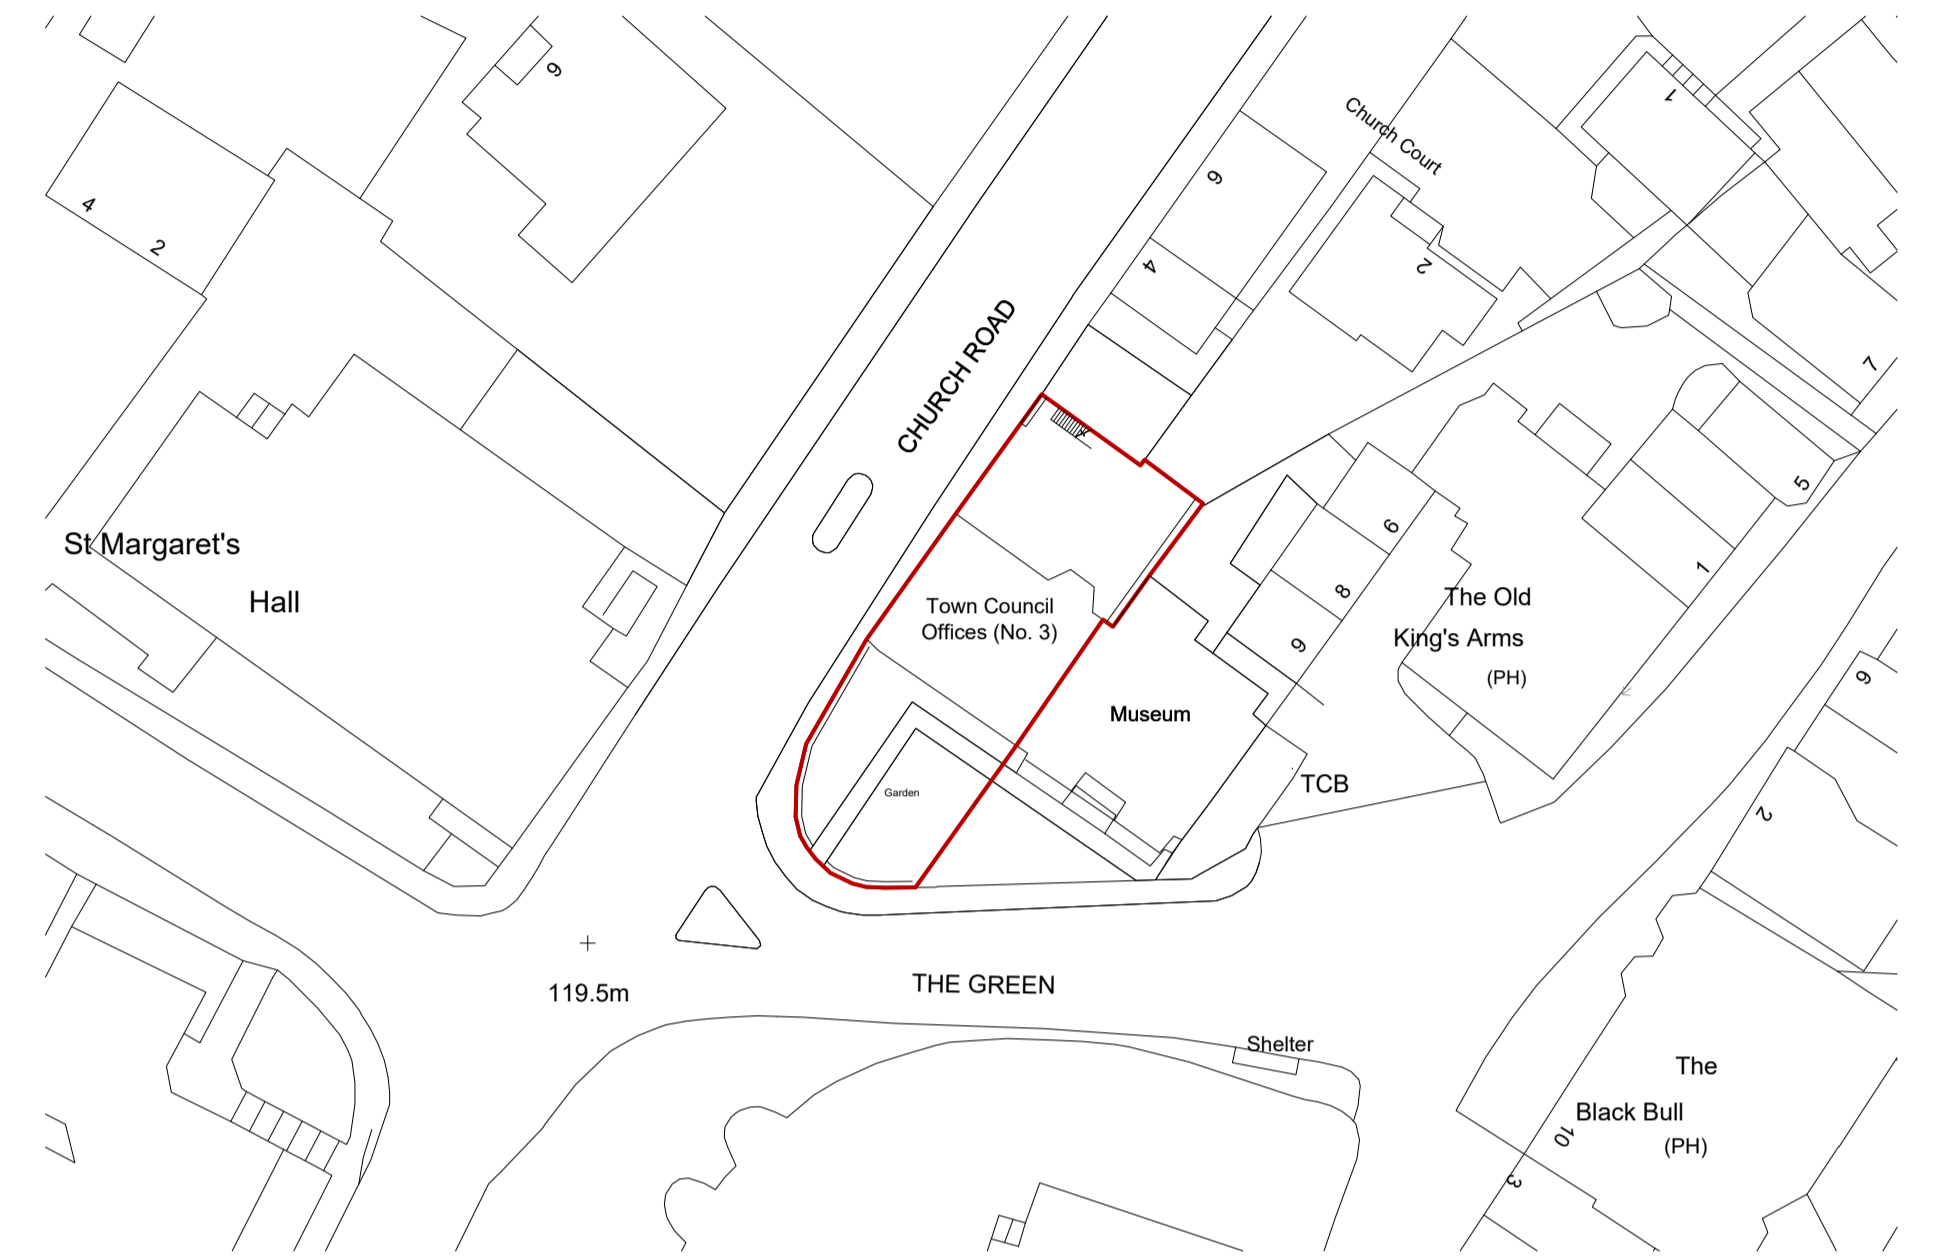 6
1
Church Court
4
2
6
4
2
CHURCH ROAD
7
5
St Margaret's
Hall
6
8
6
1
The Old
King's Arms
(PH)
Town Council
Offices (No. 3)
Museum
Garden
TCB
9
2
119.5m
THE GREEN
Shelter
The
Black Bull
(PH)
10
3